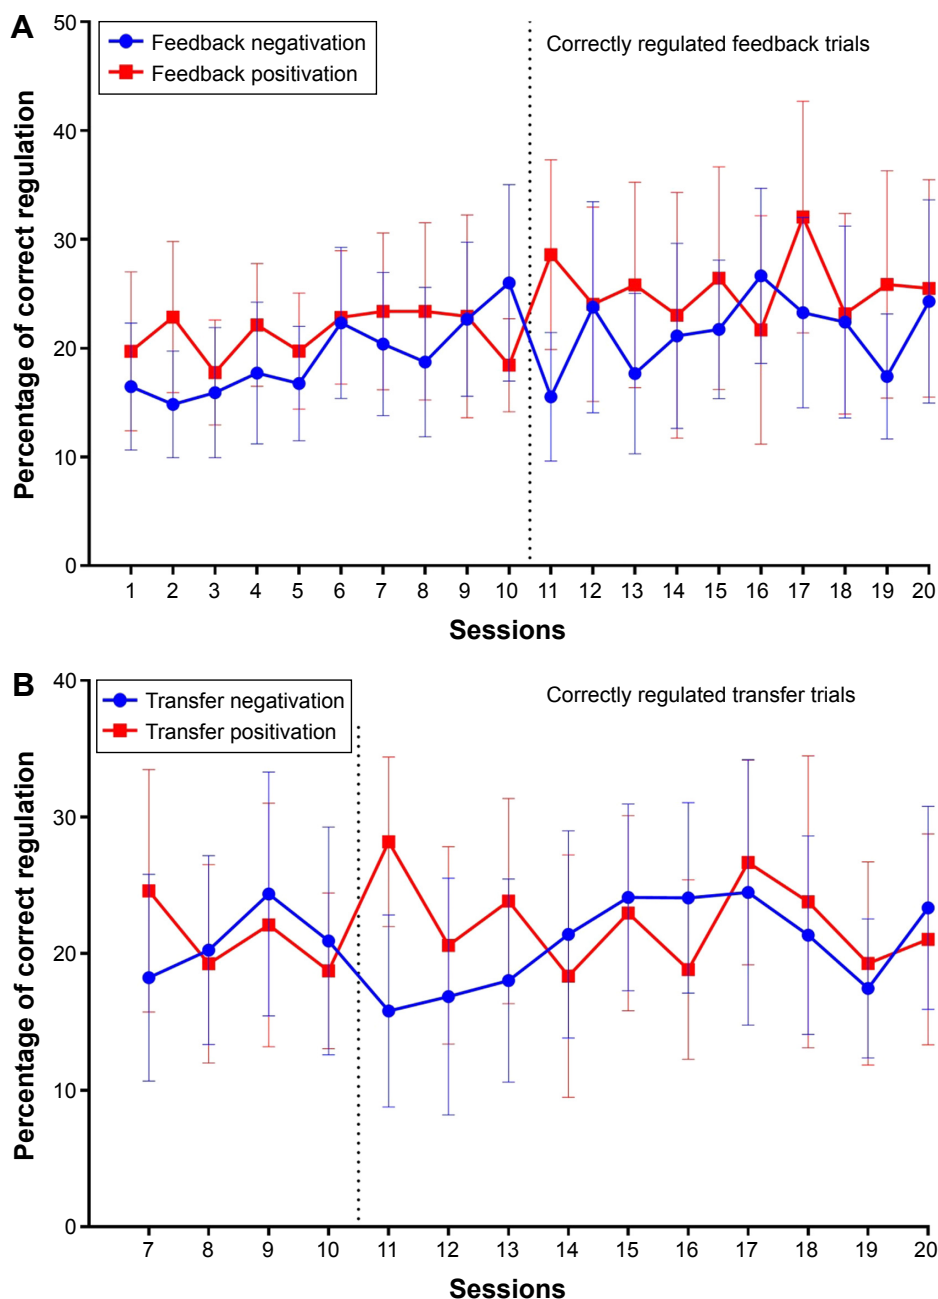 A
50
Feedback negativation
Feedback positivation
Correctly regulated feedback trials
40
30
20
10
0
Percentage of correct regulation
1 2 3 4 5 6 7 8 9 10 11 12 13 14 15 16 17 18 19 20
Sessions
B
40
Transfer negativation
Transfer positivation
Correctly regulated transfer trials
30
20
10
0
Percentage of correct regulation
7 8 9 10 11 12 13 14 15 16 17 18 19 20
Sessions